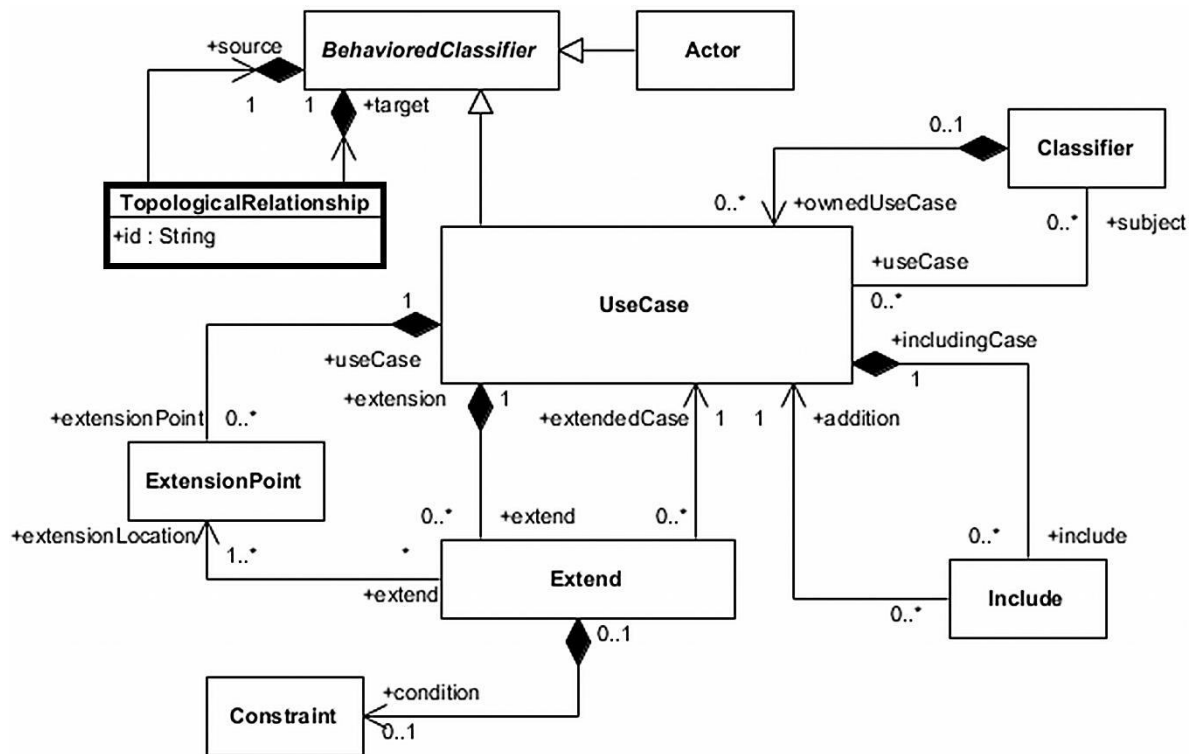 BehavioredClassifier
Actor
+source
1
1
+target
TopologicalRelationship
+id : String
0..1
Classifier
0..*
+ownedUseCase
0..*
+subject
+useCase
0..*
UseCase
1
+useCase
+includingCase
1
+extension
1
+extendedCase
1
1
+addition
+extensionPoint
0..*
ExtensionPoint
+extensionLocation
1..*
*
+extend
0..*
+extend
0..*
Extend
0..1
0..*
+include
0..*
Include
+condition
0..1
Constraint